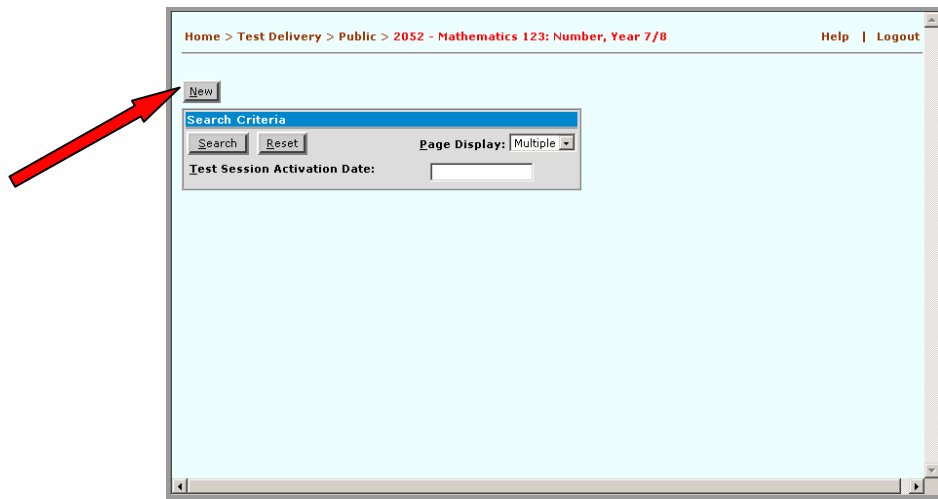 Home > Test Delivery > Public > 2052 - Mathematics 123: Number, Year 7/8 Help | Logout
New
Search Criteria
Search Reset Page Display: Multiple
Test Session Activation Date: